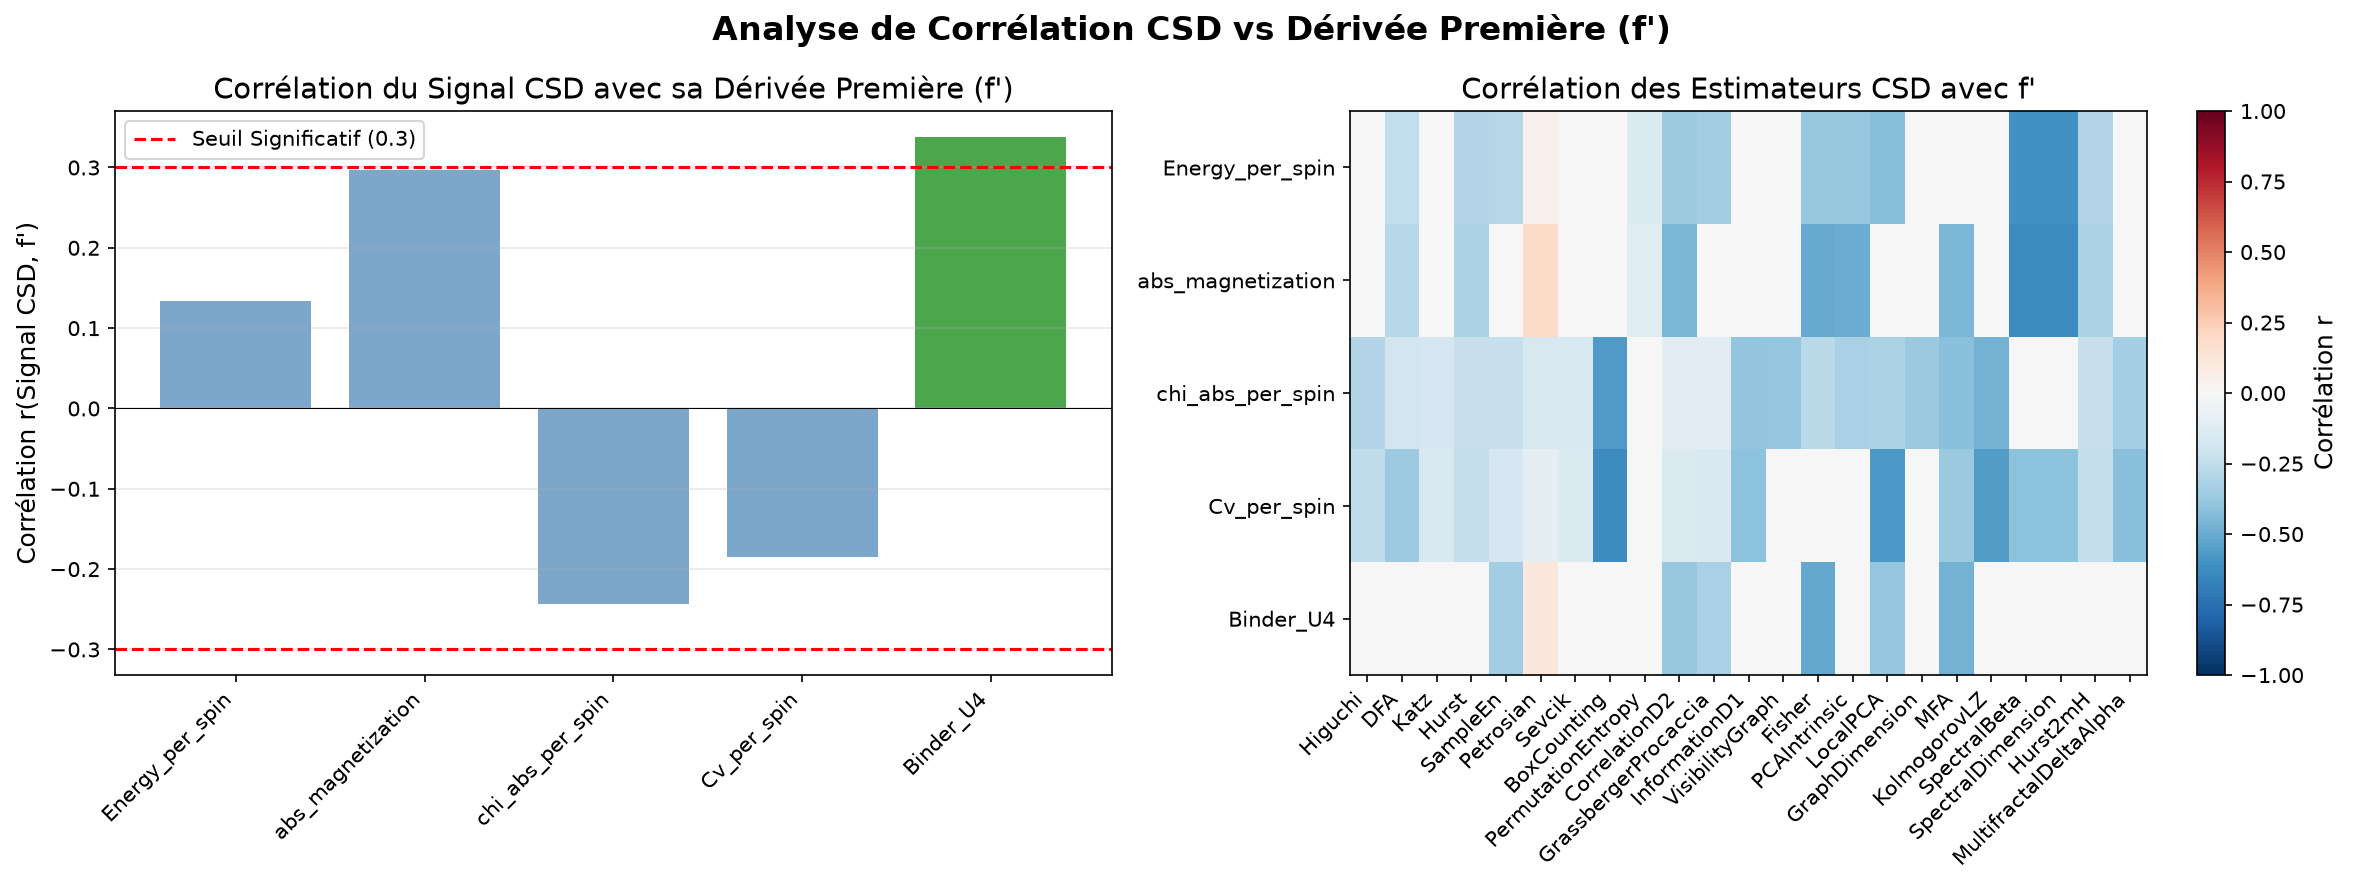 Analyse de Corrélation CSD vs Dérivée Première (f')
Corrélation du Signal CSD avec sa Dérivée Première (f')
Seuil Significatif (0.3)
Corrélation r(Signal CSD, f')
0.3
0.2
0.1
0.0
−0.1
−0.2
−0.3
Energy_per_spin
abs_magnetization
chi_abs_per_spin
Cv_per_spin
Binder_U4
Corrélation des Estimateurs CSD avec f'
Energy_per_spin
abs_magnetization
chi_abs_per_spin
Cv_per_spin
Binder_U4
Higuchi
DFA
Katz
Hurst
SampleEn
Petrosian
Sevcik
BoxCounting
PermutationEntropy
CorrelationD2
GrassbergerProcaccia
InformationD1
VisibilityGraph
Fisher
PCAIntrinsic
LocalPCA
GraphDimension
MFA
KolmogorovLZ
SpectralBeta
SpectralDimension
Hurst2mH
MultifractalDeltaAlpha
1.00
0.75
0.50
0.25
0.00
−0.25
−0.50
−0.75
−1.00
Corrélation r